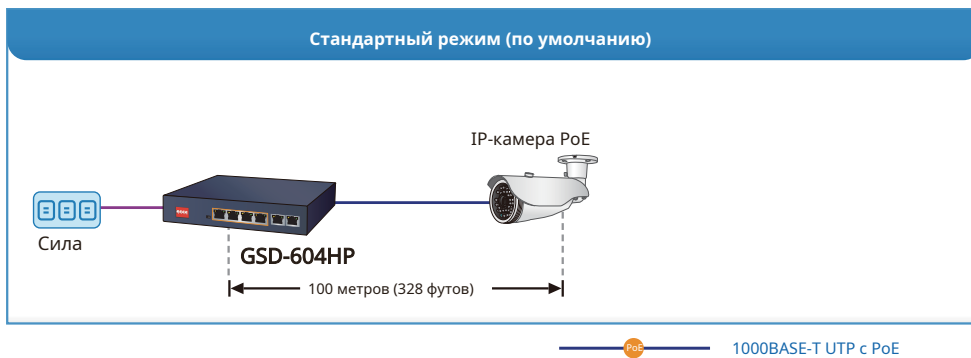 Стандартный режим (по умолчанию)
IP-камера PoE
Сила
GSD-604HP
100 метров (328 футов)
PoE
1000BASE-T UTP с PoE